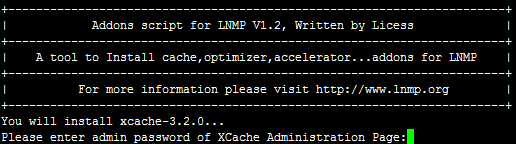 +------------------------------------------------------------------------+
|            Addons script for LNMP V1.2, Written by Licess            |
+------------------------------------------------------------------------+
|    A tool to Install cache,optimizer,accelerator...addons for LNMP    |
+------------------------------------------------------------------------+
|          For more information please visit http://www.lnmp.org          |
+------------------------------------------------------------------------+
You will install xcache-3.2.0...
Please enter admin password of XCache Administration Page: